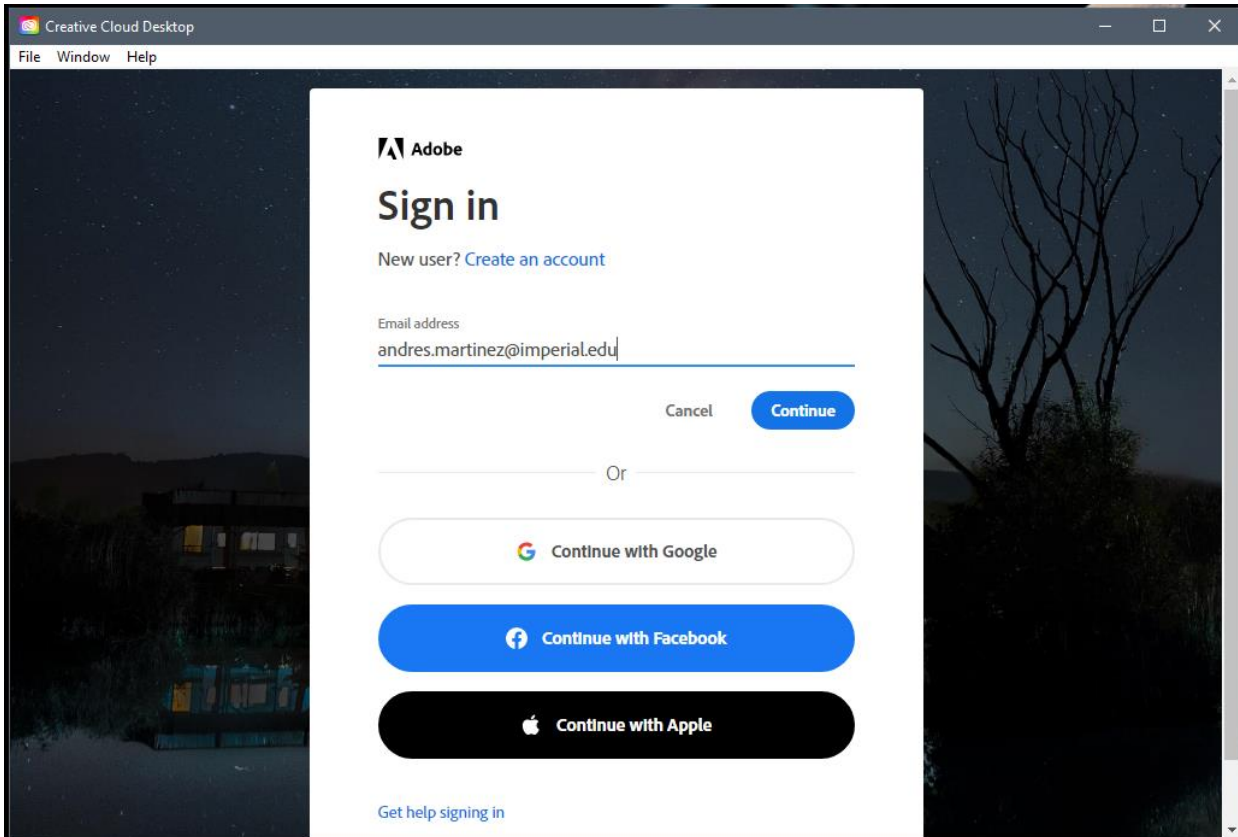 Creative Cloud Desktop
File Window Help
Adobe
Sign in
New user? Create an account
Email address
andres.martinez@imperial.edu
Cancel Continue
Or
Continue with Google
Continue with Facebook
Continue with Apple
Get help signing in